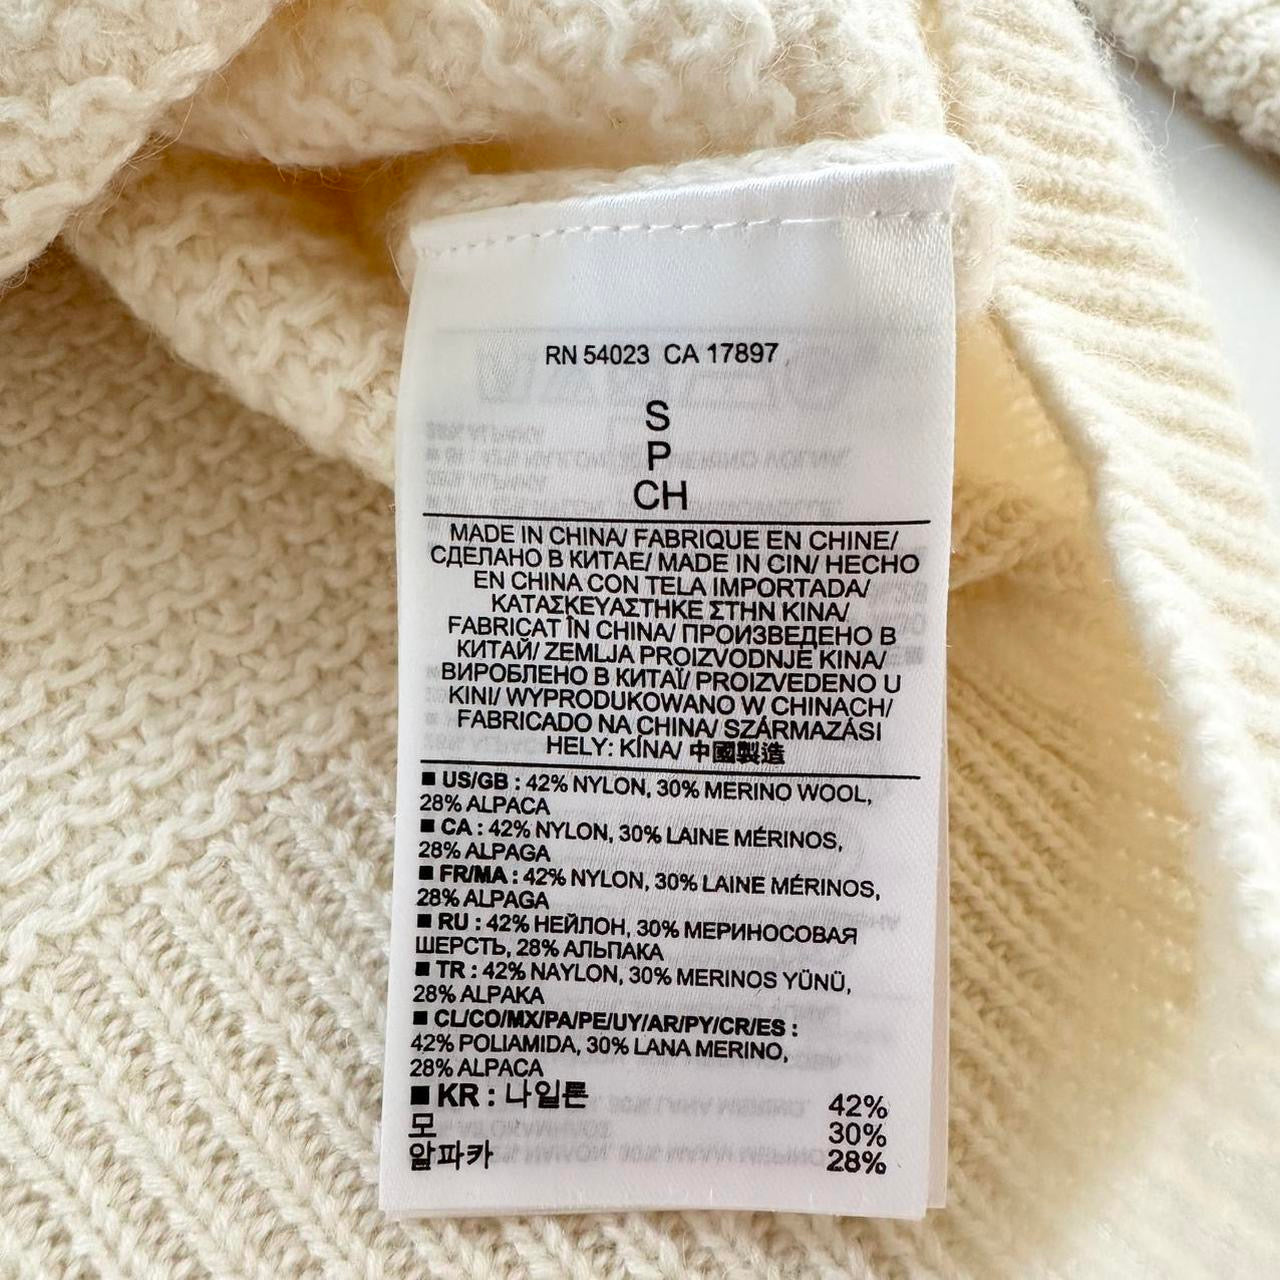 RN 54023 CA 17897
S
P
CH
MADE IN CHINA/ FABRIQUE EN CHINE/
СДЕЛАНО В КИТАЕ/ MADE IN CIN/ HECHO
EN CHINA CON TELA IMPORTADA/
ΚΑΤΑΣΚΕΥΑΣΤΗΚΕ ΣΤΗΝ ΚΙΝΑ/
FABRICAT ÎN CHINA/ ПРОИЗВЕДЕНО В
КИТАЙ/ ZEMLJA PROIZVODNJE KINA/
ВИРОБЛЕНО В КИТАЇ/ PROIZVEDENO U
KINI/ WYPRODUKOWANO W CHINACH/
FABRICADO NA CHINA/ SZÁRMAZÁSI
HELY: KÍNA/ 中國製造
■ US/GB : 42% NYLON, 30% MERINO WOOL,
28% ALPACA
■ CA : 42% NYLON, 30% LAINE MÉRINOS,
28% ALPAGA
■ FR/MA : 42% NYLON, 30% LAINE MÉRINOS,
28% ALPAGA
■ RU : 42% НЕЙЛОН, 30% МЕРИНОСОВАЯ
ШЕРСТЬ, 28% АЛЬПАКА
■ TR : 42% NAYLON, 30% MERINOS YÜNÜ,
28% ALPAKA
■ CL/CO/MX/PA/PE/UY/AR/PY/CR/ES :
42% POLIAMIDA, 30% LANA MERINO,
28% ALPACA
■ KR : 나일론 42%
모 30%
알파카 28%